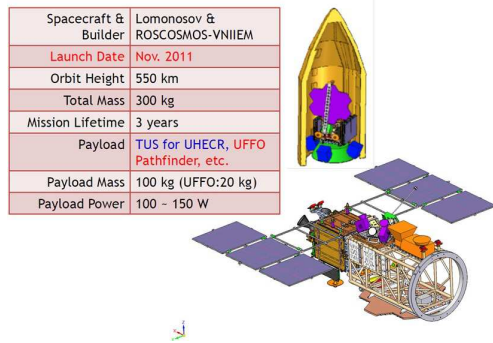 Spacecraft & Lomonosov &
Builder ROSCOSMOS-VNIIEM
Launch Date Nov. 2011
Orbit Height 550 km
Total Mass 300 kg
Mission Lifetime 3 years
Payload TUS for UHECR, UFFO
Pathfinder, etc.
Payload Mass 100 kg (UFFO:20 kg)
Payload Power 100 ~ 150 W